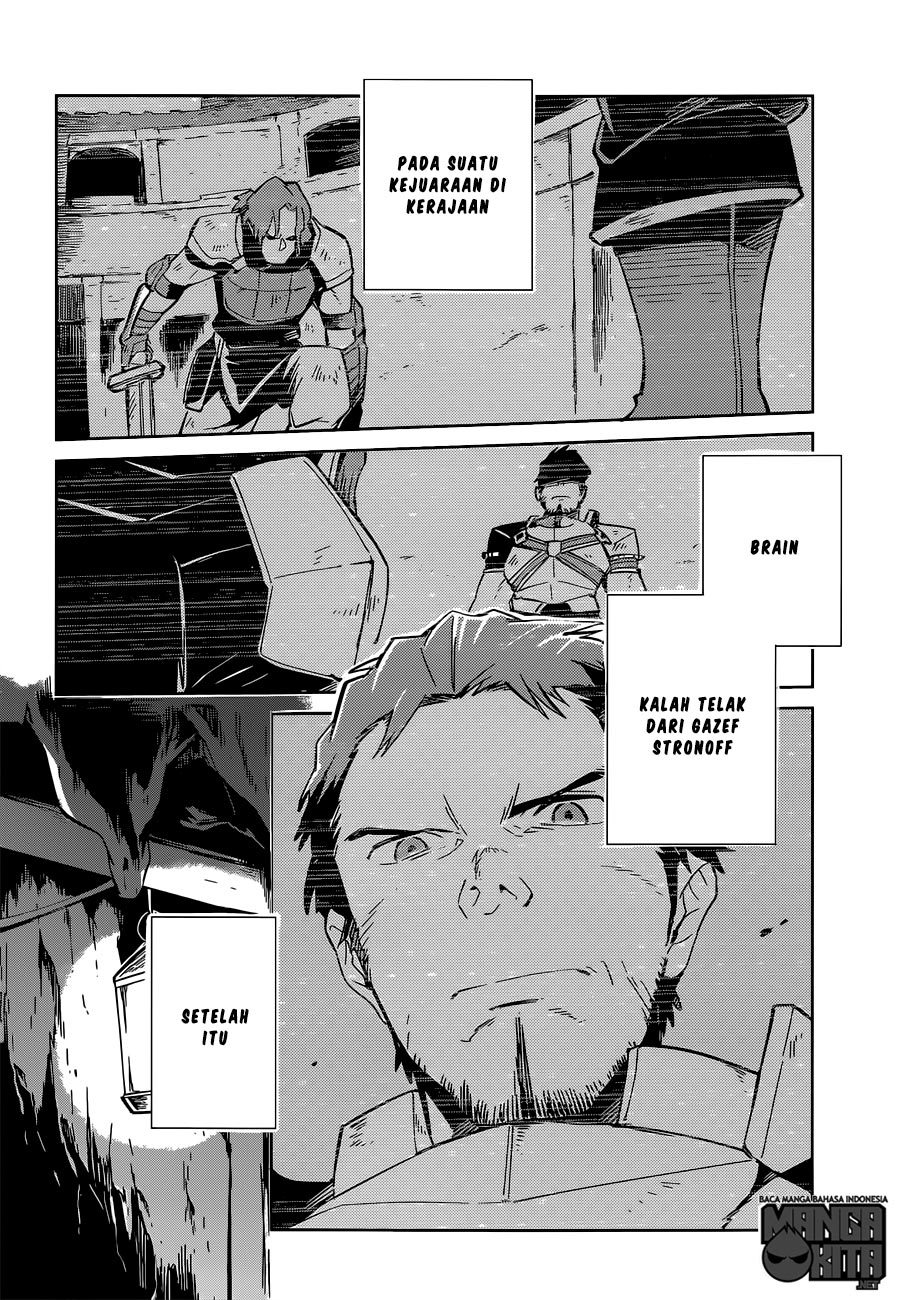 PADA SUATU
KEJUARAAN DI
KERAJAAN
BRAIN
KALAH TELAK
DARI GAZEF
STRONOFF
SETELAH
ITU
BACA MANGA BAHASA INDONESIA
MANGA
KITA
.NET